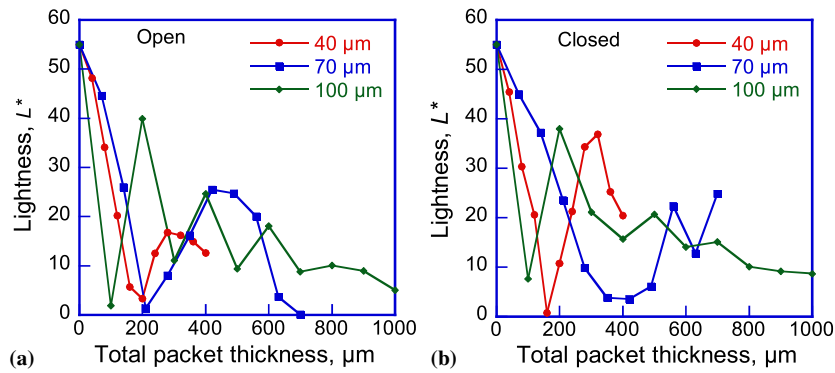 Open
40 µm
70 µm
100 µm
Lightness, L*
60
50
40
30
20
10
0
0 200 400 600 800 1000
Total packet thickness, µm
(a)
Closed
40 µm
70 µm
100 µm
Lightness, L*
60
50
40
30
20
10
0
0 200 400 600 800 1000
Total packet thickness, µm
(b)